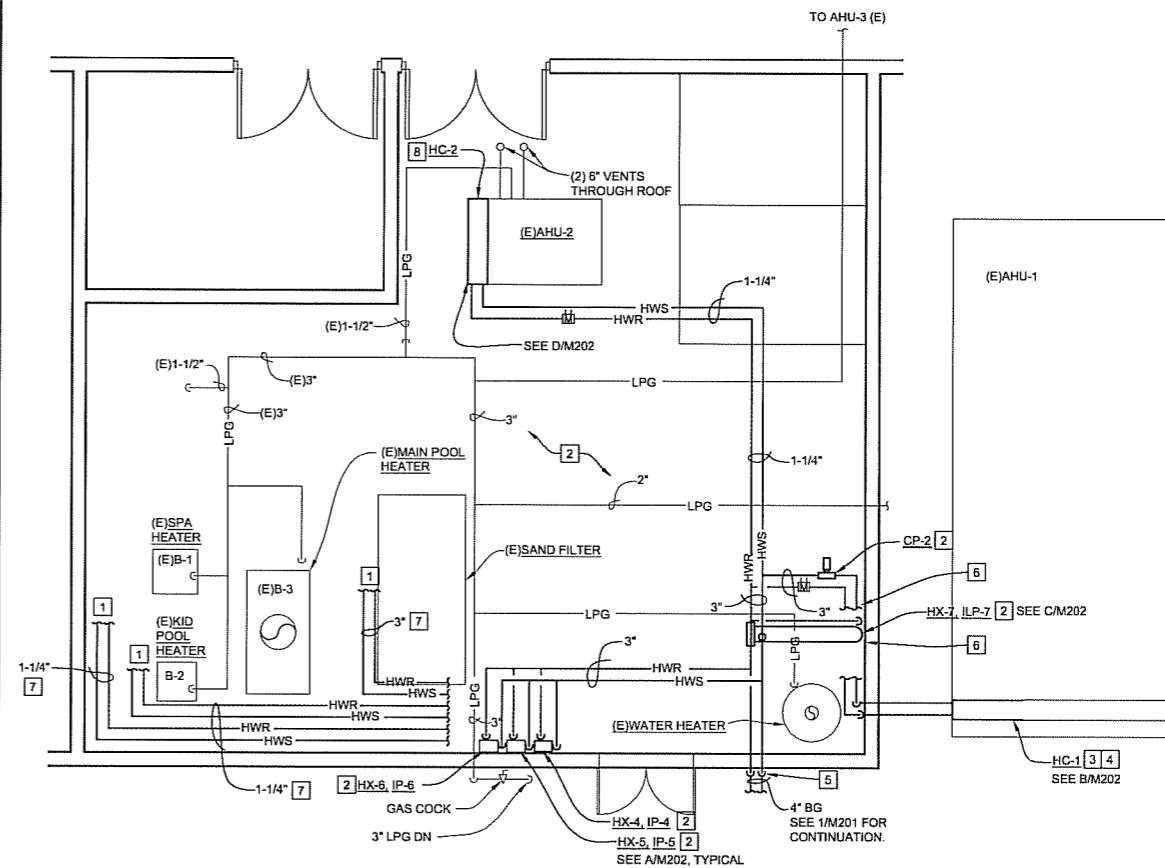 TO AHU-3 (E)
8 HC-2
(2) 6" VENTS
THROUGH ROOF
(E)AHU-2
(E)AHU-1
LPG
1-1/4"
HWS
HWR
M
(E)1-1/2"
SEE D/M202
(E)1-1/2"
(E)3"
LPG
(E)3"
3"
LPG
2
1-1/4"
(E)MAIN POOL
HEATER
2"
LPG
(E)SPA
HEATER
(E)SAND FILTER
HWR
HWS
CP-2 2
(E)B-1
1
M
6
(E)B-3
LPG
3"
3"
HX-7, ILP-7 2 SEE C/M202
1
3" 7
(E)KID
POOL
HEATER
1
3"
LPG
6
1-1/4"
7
B-2
HWR
HWR
HWS
HWS
LPG
HWR
HWS
3"
(E)WATER HEATER
HWR
HWS
HC-1 3 4
SEE B/M202
1-1/4" 7
2 HX-6, IP-6
5
GAS COCK
4" BG
SEE 1/M201 FOR
CONTINUATION.
HX-4, IP-4 2
3" LPG DN
HX-5, IP-5 2
SEE A/M202, TYPICAL